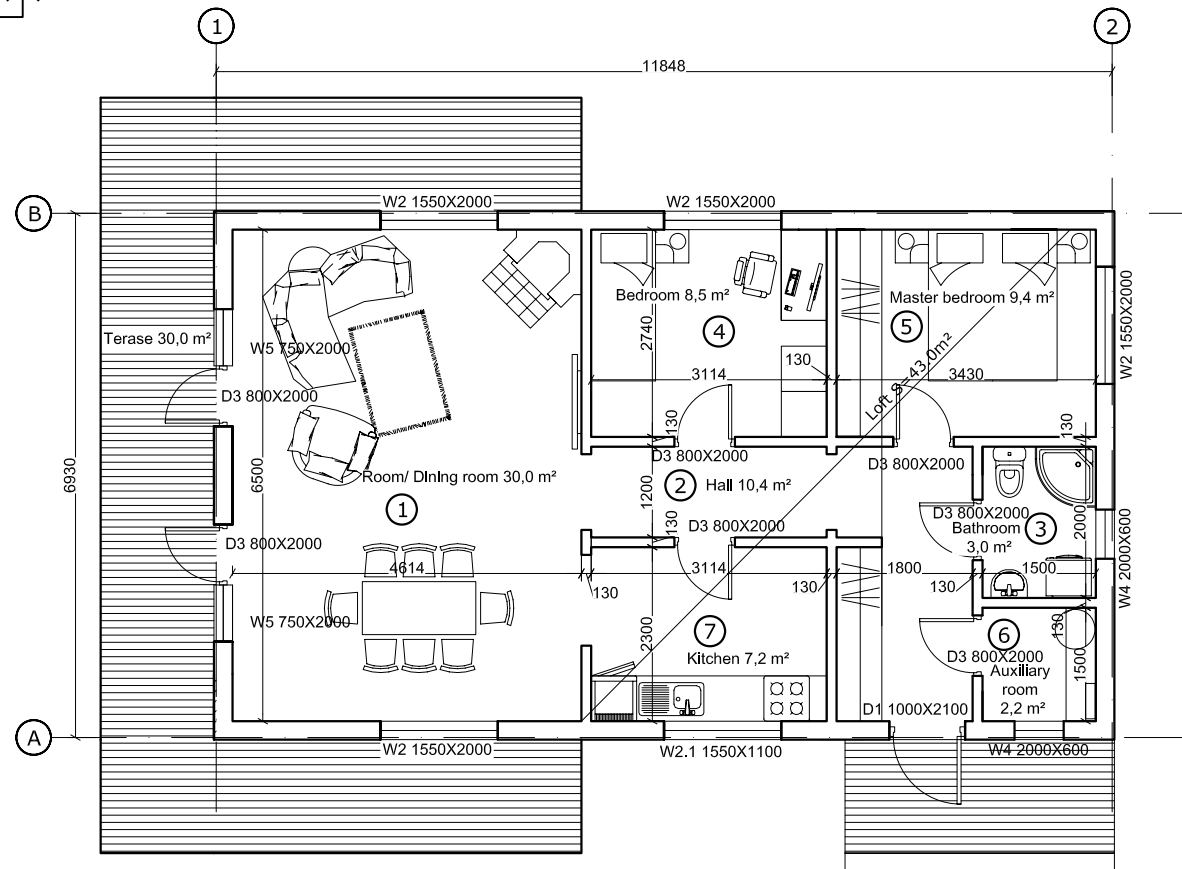 1
2
11848
B
W2 1550X2000
W2 1550X2000
Bedroom 8,5 m²
Master bedroom 9,4 m²
W2 1550X2000
Terase 30,0 m²
4
5
W5 750X2000
2740
Loft S=43.0m²
130
3114
3430
D3 800X2000
130
130
6930
6500
Room/ Dining room 30,0 m²
D3 800X2000
D3 800X2000
2
Hall 10,4 m²
1200
1
D3 800X2000
3
2000
130
D3 800X2000
Bathroom
3,0 m²
D3 800X2000
W4 2000X600
4614
3114
1800
1500
130
130
130
W5 750X2000
7
6
130
2300
Kitchen 7,2 m²
D3 800X2000
1500
Auxiliary
room
2,2 m²
D1 1000X2100
A
W2 1550X2000
W2.1 1550X1100
W4 2000X600